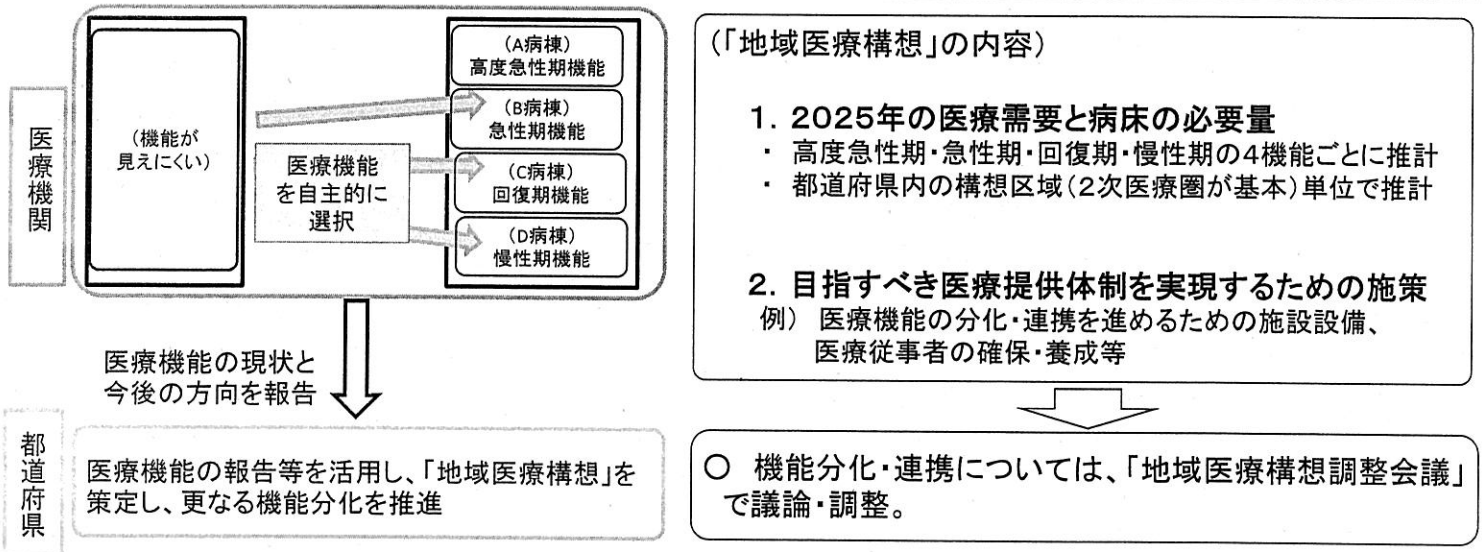 医療機関
(機能が
見えにくい)
医療機能
を自主的に
選択
(A病棟)
高度急性期機能
(B病棟)
急性期機能
(C病棟)
回復期機能
(D病棟)
慢性期機能
医療機能の現状と
今後の方向を報告
都道府県
医療機能の報告等を活用し、「地域医療構想」を
策定し、更なる機能分化を推進
(「地域医療構想」の内容)
1. 2025年の医療需要と病床の必要量
・ 高度急性期・急性期・回復期・慢性期の4機能ごとに推計
・ 都道府県内の構想区域(2次医療圏が基本)単位で推計
2. 目指すべき医療提供体制を実現するための施策
例) 医療機能の分化・連携を進めるための施設設備、
医療従事者の確保・養成等
○ 機能分化・連携については、「地域医療構想調整会議」
で議論・調整。